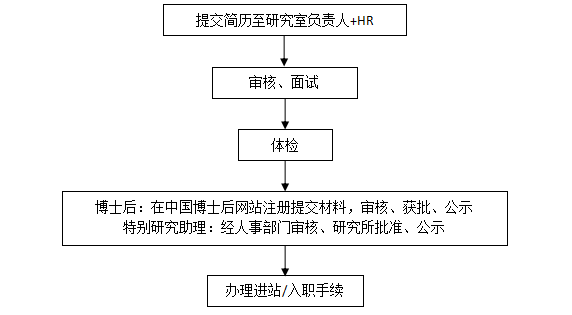 提交简历至研究室负责人+HR
审核、面试
体检
博士后：在中国博士后网站注册提交材料，审核、获批、公示
特别研究助理：经人事部门审核、研究所批准、公示
办理进站/入职手续